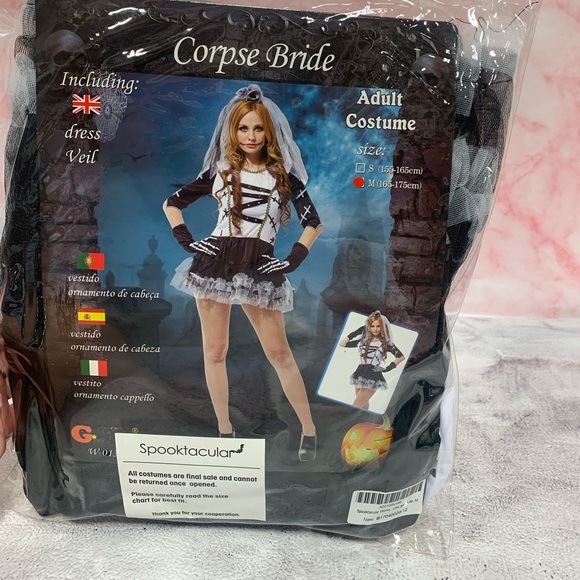 Corpse Bride
Including:
dress
Veil
Adult
Costume
size:
S (155-165cm)
M (165-175cm)
vestido
ornamento de cabeça
vestido
ornamento de cabeza
vestito
ornamento cappello
G
W 01
Spooktacular
All costumes are final sale and cannot
be returned once opened.
Please carefully read the size
chart for best fit.
Thank you for your cooperation.